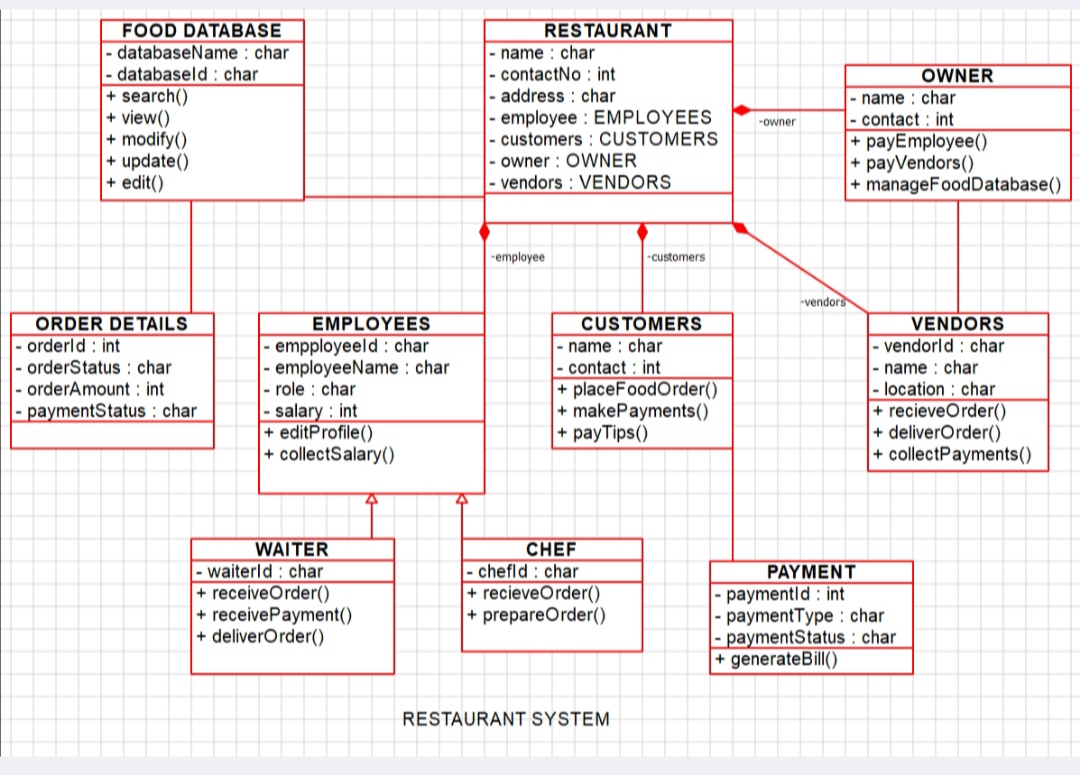 FOOD DATABASE
- databaseName : char
- databaseId : char
+ search()
+ view()
+ modify()
+ update()
+ edit()
RESTAURANT
- name : char
- contactNo : int
- address : char
- employee : EMPLOYEES
- customers : CUSTOMERS
- owner : OWNER
- vendors : VENDORS
OWNER
- name : char
- contact : int
+ payEmployee()
+ payVendors()
+ manageFoodDatabase()
-owner
-employee
-customers
-vendors
ORDER DETAILS
- orderId : int
- orderStatus : char
- orderAmount : int
- paymentStatus : char
EMPLOYEES
- empployeeId : char
- employeeName : char
- role : char
- salary : int
+ editProfile()
+ collectSalary()
CUSTOMERS
- name : char
- contact : int
+ placeFoodOrder()
+ makePayments()
+ payTips()
VENDORS
- vendorId : char
- name : char
- location : char
+ recieveOrder()
+ deliverOrder()
+ collectPayments()
WAITER
- waiterId : char
+ receiveOrder()
+ receivePayment()
+ deliverOrder()
CHEF
- chefId : char
+ recieveOrder()
+ prepareOrder()
PAYMENT
- paymentId : int
- paymentType : char
- paymentStatus : char
+ generateBill()
RESTAURANT SYSTEM